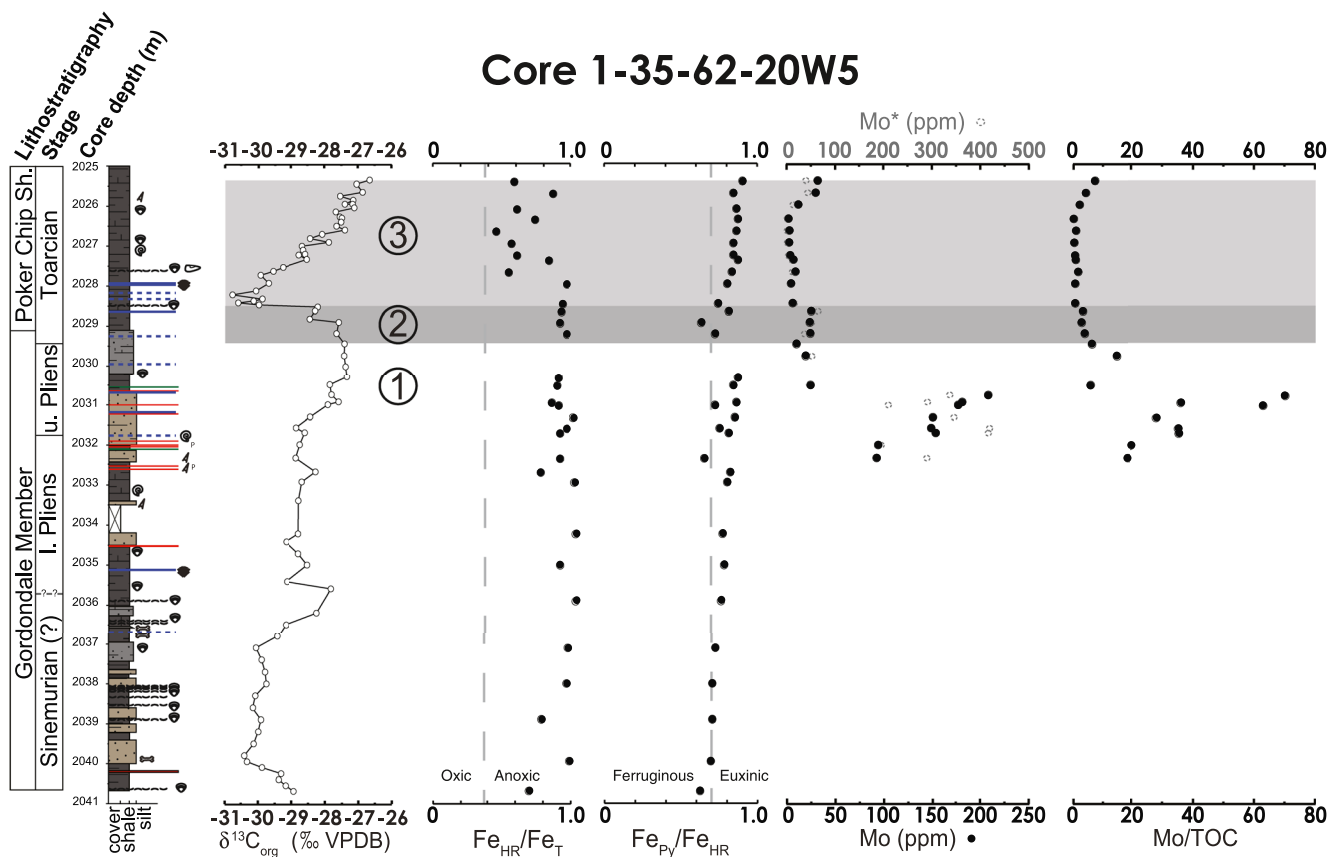 Core 1-35-62-20W5
Lithostratigraphy
Stage
Core depth (m)
Mo* (ppm)
-31 -30 -29 -28 -27 -26
0 1.0
0 1.0
0 100 200 300 400 500
0 20 40 60 80
Poker Chip Sh.
Gordondale Member
Toarcian
u. Pliens
l. Pliens
?-?
Sinemurian (?)
2025
2026
2027
2028
2029
2030
2031
2032
2033
2034
2035
2036
2037
2038
2039
2040
2041
P
P
3
2
1
Oxic Anoxic Ferruginous Euxinic
cover
shale
silt
-31 -30 -29 -28 -27 -26
0 1.0
0 1.0
0 100 200 300 400 500
0 20 40 60 80
δ13Corg (‰ VPDB)
FeHR/FeT
FePy/FeHR
Mo (ppm)
Mo/TOC